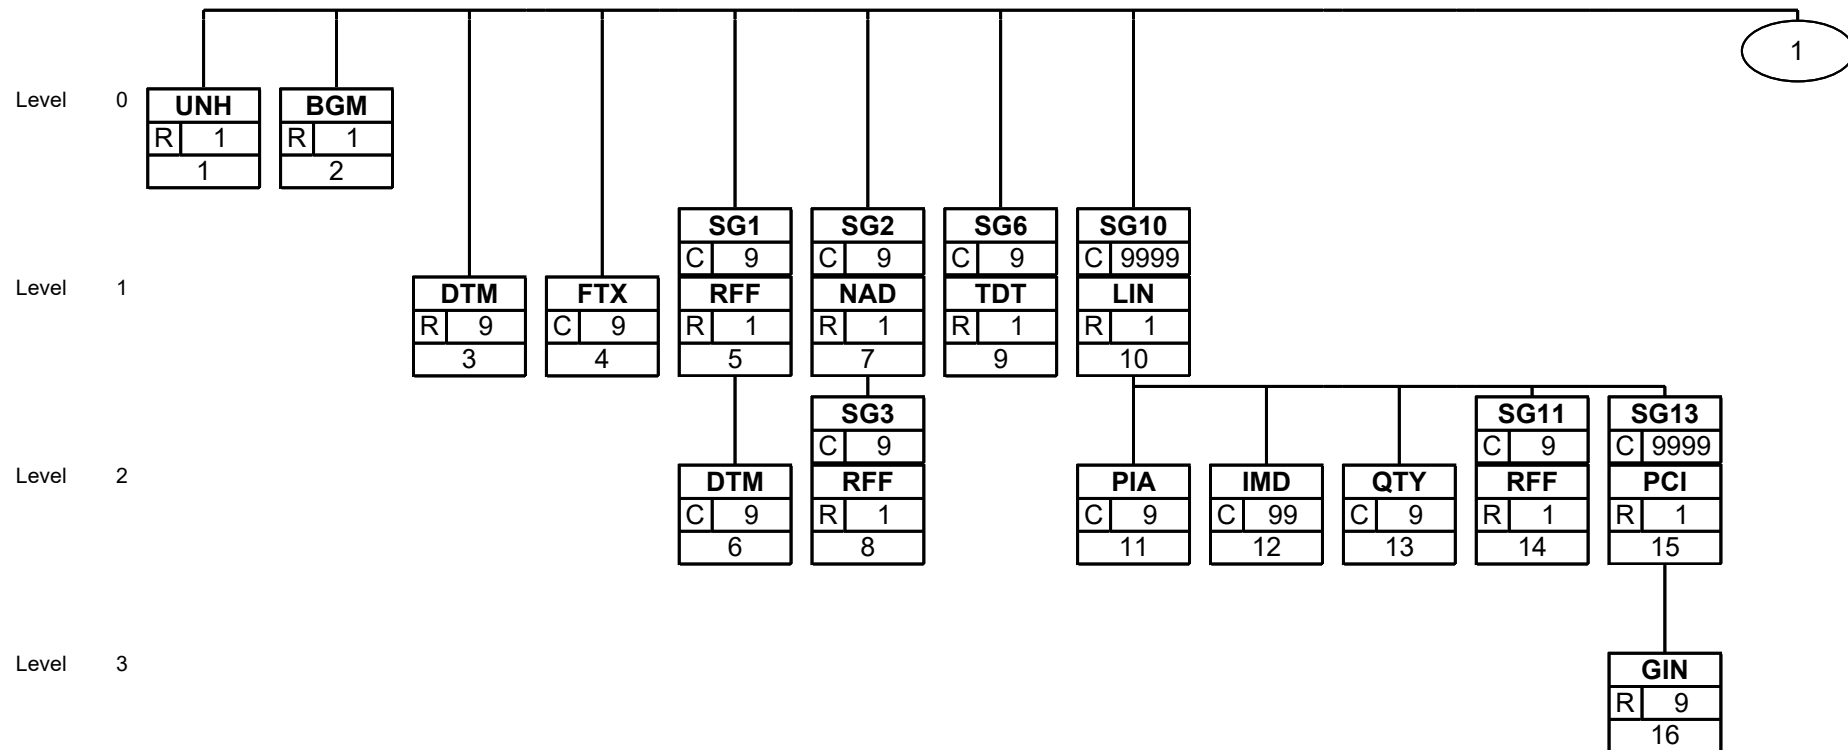 1
Level 0 UNH BGM
R 1 R 1
1 2
SG1 SG2 SG6 SG10
C 9 C 9 C 9 C 9999
Level 1 DTM FTX RFF NAD TDT LIN
R 9 C 9 R 1 R 1 R 1 R 1
3 4 5 7 9 10
SG3 SG11 SG13
C 9 C 9 C 9999
Level 2 DTM RFF PIA IMD QTY RFF PCI
C 9 R 1 C 9 C 99 C 9 R 1 R 1
6 8 11 12 13 14 15
Level 3 GIN
R 9
16